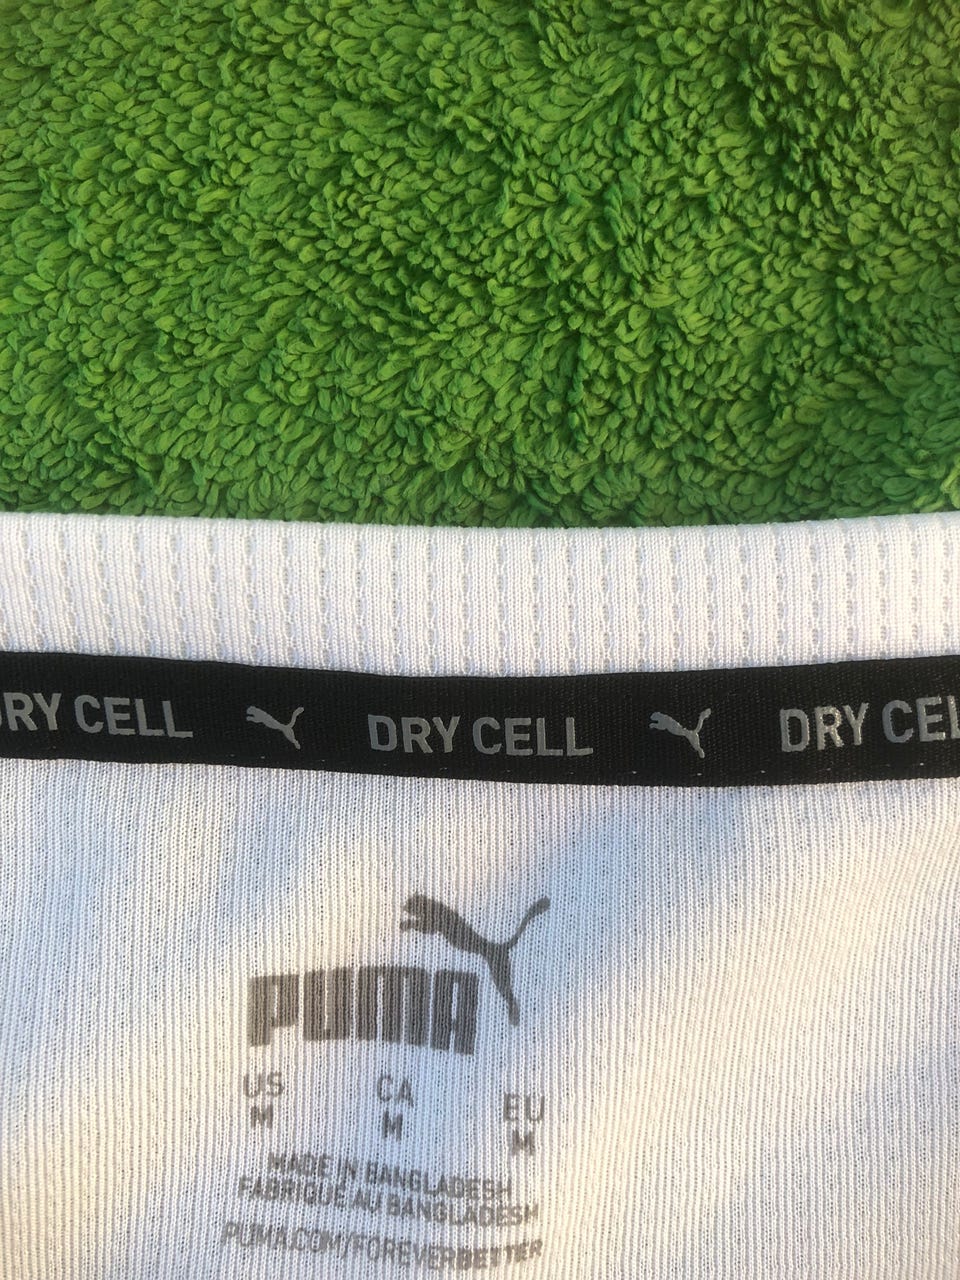 DRY CELL DRY CELL DRY CEL
PUMA
US CA EU
M M M
MADE IN BANGLADESH
FABRIQUÉ AU BANGLADESH
PUMA.COM/FOREVERBETTER